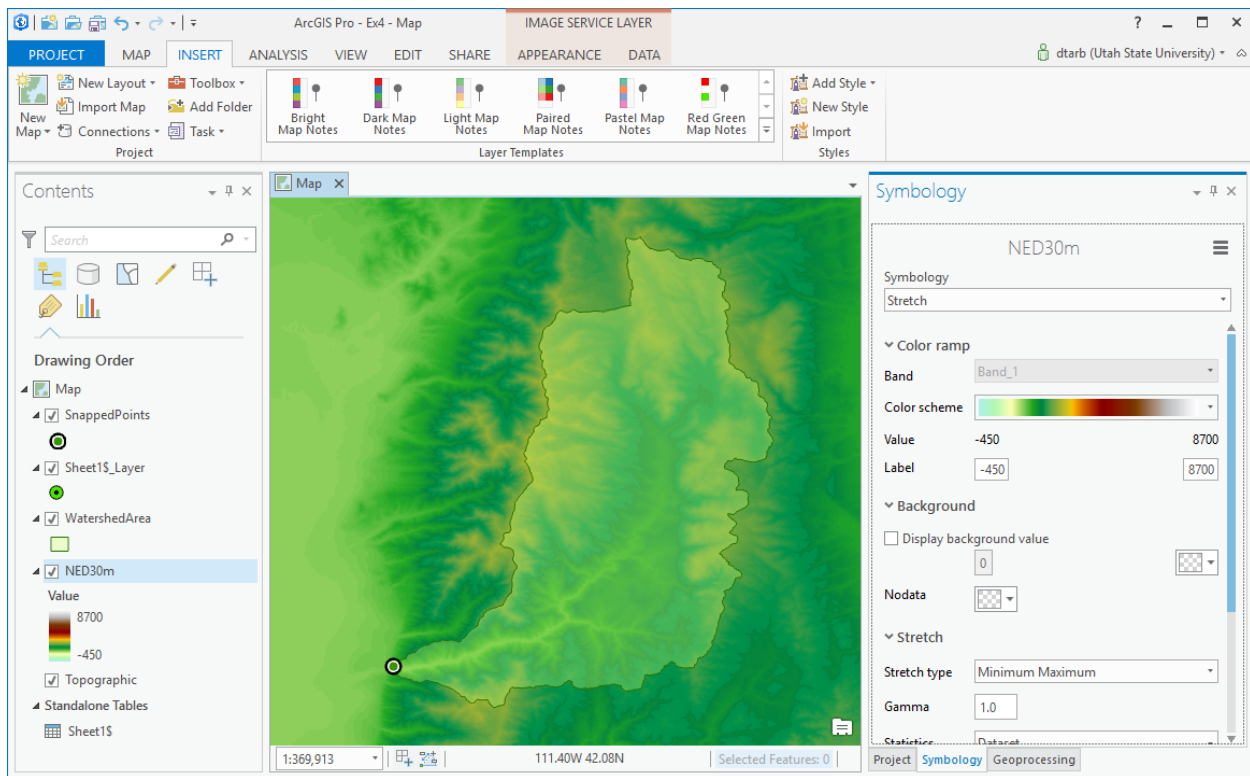 ArcGIS Pro - Ex4 - Map
IMAGE SERVICE LAYER
?
PROJECT MAP INSERT ANALYSIS VIEW EDIT SHARE APPEARANCE DATA
dtarb (Utah State University)
New Map
New Layout
Import Map
Connections
Toolbox
Add Folder
Task
Project
Bright Map Notes
Dark Map Notes
Light Map Notes
Paired Map Notes
Pastel Map Notes
Red Green Map Notes
Layer Templates
Add Style
New Style
Import
Styles
Contents
Search
Drawing Order
Map
SnappedPoints
Sheet1$_Layer
WatershedArea
NED30m
Value
8700
-450
Topographic
Standalone Tables
Sheet1$
Map
1:369,913
111.40W 42.08N
Selected Features: 0
Symbology
NED30m
Symbology
Stretch
Color ramp
Band Band_1
Color scheme
Value -450 8700
Label -450 8700
Background
Display background value
0
Nodata
Stretch
Stretch type Minimum Maximum
Gamma 1.0
Statistics Dataset
Project Symbology Geoprocessing